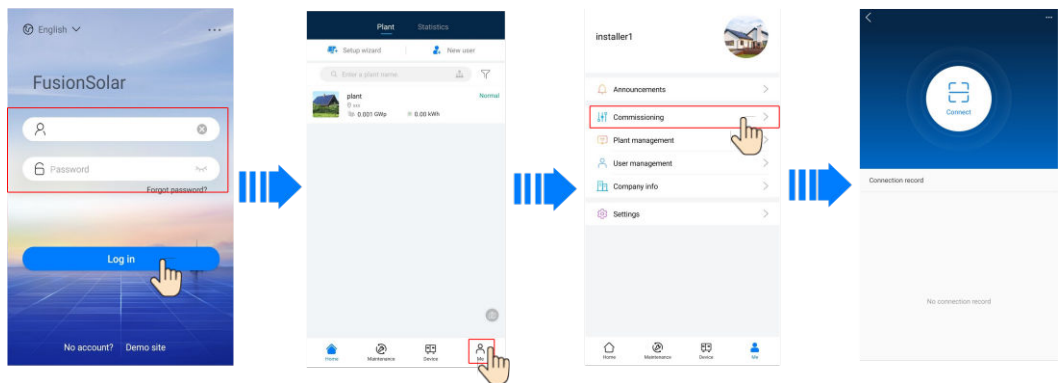 English
...
FusionSolar
Password
Forgot password?
Log in
No account? Demo site
Plant Statistics
Setup wizard New user
Enter a plant name
plant Normal
xxx
0.001 GWp 0.00 kWh
Home Maintenance Device Me
installer1
Announcements
Commissioning
Plant management
User management
Company info
Settings
Home Maintenance Device Me
...
Connect
Connection record
No connection record